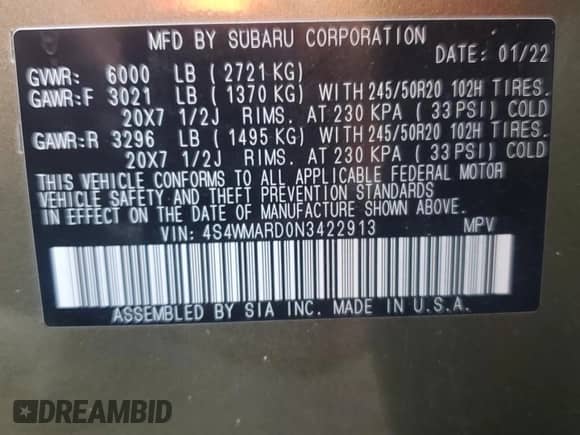 MFD BY SUBARU CORPORATION
DATE: 01/22
GVWR: 6000 LB ( 2721 KG)
GAWR:F 3021 LB ( 1370 KG) WITH 245/50R20 102H TIRES.
20X7 1/2J RIMS. AT 230 KPA ( 33 PSI) COLD
GAWR:R 3296 LB ( 1495 KG) WITH 245/50R20 102H TIRES.
20X7 1/2J RIMS. AT 230 KPA ( 33 PSI) COLD
THIS VEHICLE CONFORMS TO ALL APPLICABLE FEDERAL MOTOR
VEHICLE SAFETY AND THEFT PREVENTION STANDARDS
IN EFFECT ON THE DATE OF MANUFACTURE SHOWN ABOVE.
VIN: 4S4WMARD0N3422913 MPV
ASSEMBLED BY SIA INC. MADE IN U.S.A.
DREAMBID